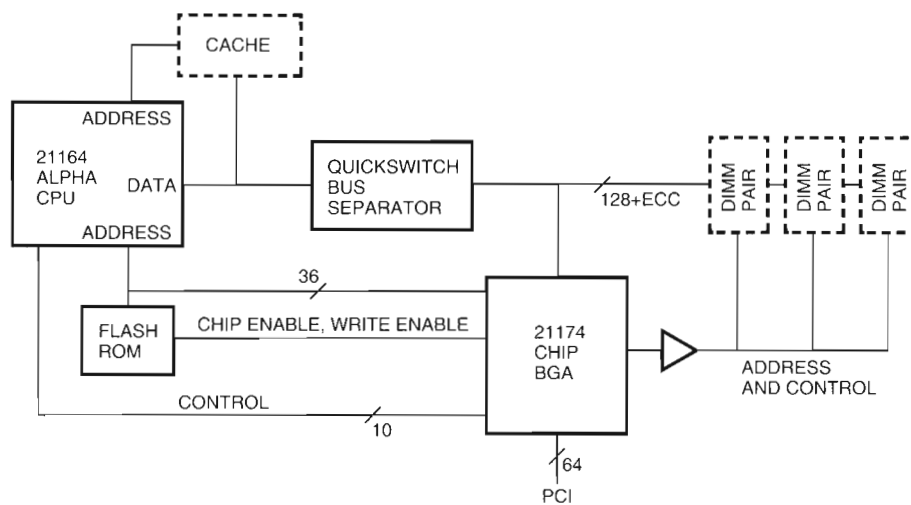 CACHE
ADDRESS
21164
ALPHA
CPU
DATA
ADDRESS
QUICKSWITCH
BUS
SEPARATOR
128+ECC
DIMM
PAIR
DIMM
PAIR
DIMM
PAIR
36
FLASH
ROM
CHIP ENABLE, WRITE ENABLE
21174
CHIP
BGA
ADDRESS
AND CONTROL
CONTROL
10
64
PCI